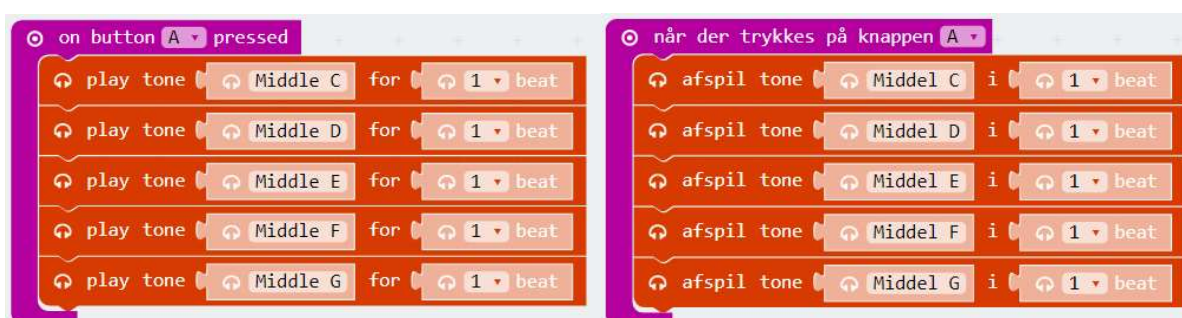 on button A pressed
play tone Middle C for 1 beat
play tone Middle D for 1 beat
play tone Middle E for 1 beat
play tone Middle F for 1 beat
play tone Middle G for 1 beat
når der trykkes på knappen A
afspil tone Middel C i 1 beat
afspil tone Middel D i 1 beat
afspil tone Middel E i 1 beat
afspil tone Middel F i 1 beat
afspil tone Middel G i 1 beat